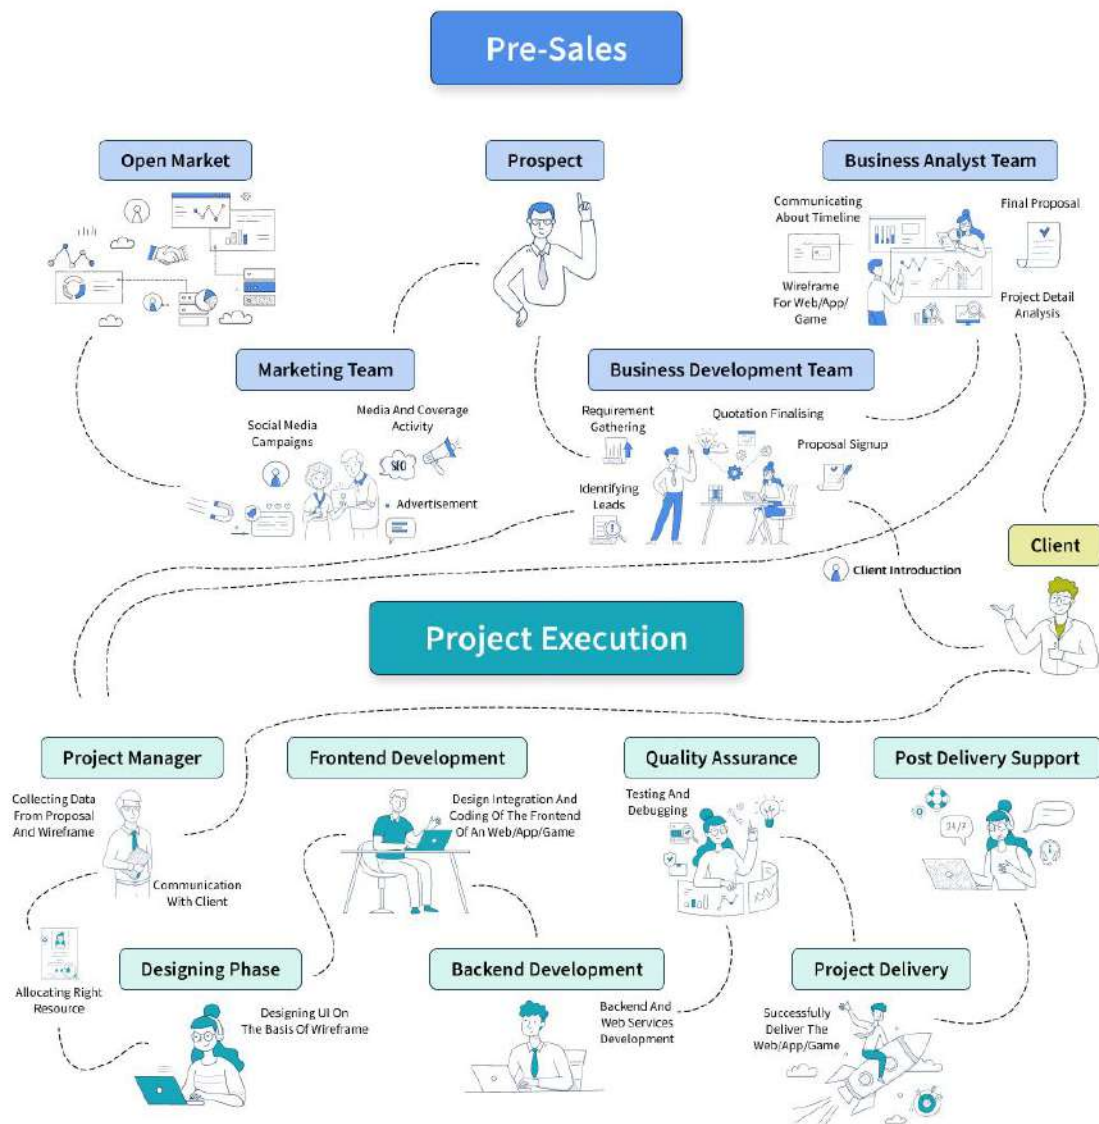 Pre-Sales
Open Market
Prospect
Business Analyst Team
Communicating
About Timeline
Final Proposal
Wireframe
For Web/App/
Game
Project Detail
Analysis
Marketing Team
Social Media
Campaigns
Media And Coverage
Activity
SEO
Advertisement
Business Development Team
Requirement
Gathering
Quotation Finalising
Proposal Signup
Identifying
Leads
Client Introduction
Client
Project Execution
Project Manager
Collecting Data
From Proposal
And Wireframe
Communication
With Client
Allocating Right
Resource
Frontend Development
Design Integration And
Coding Of The Frontend
Of An Web/App/Game
Quality Assurance
Testing And
Debugging
Post Delivery Support
24/7
Designing Phase
Designing UI On
The Basis Of Wireframe
Backend Development
Backend And
Web Services
Development
Project Delivery
Successfully
Deliver The
Web/App/Game